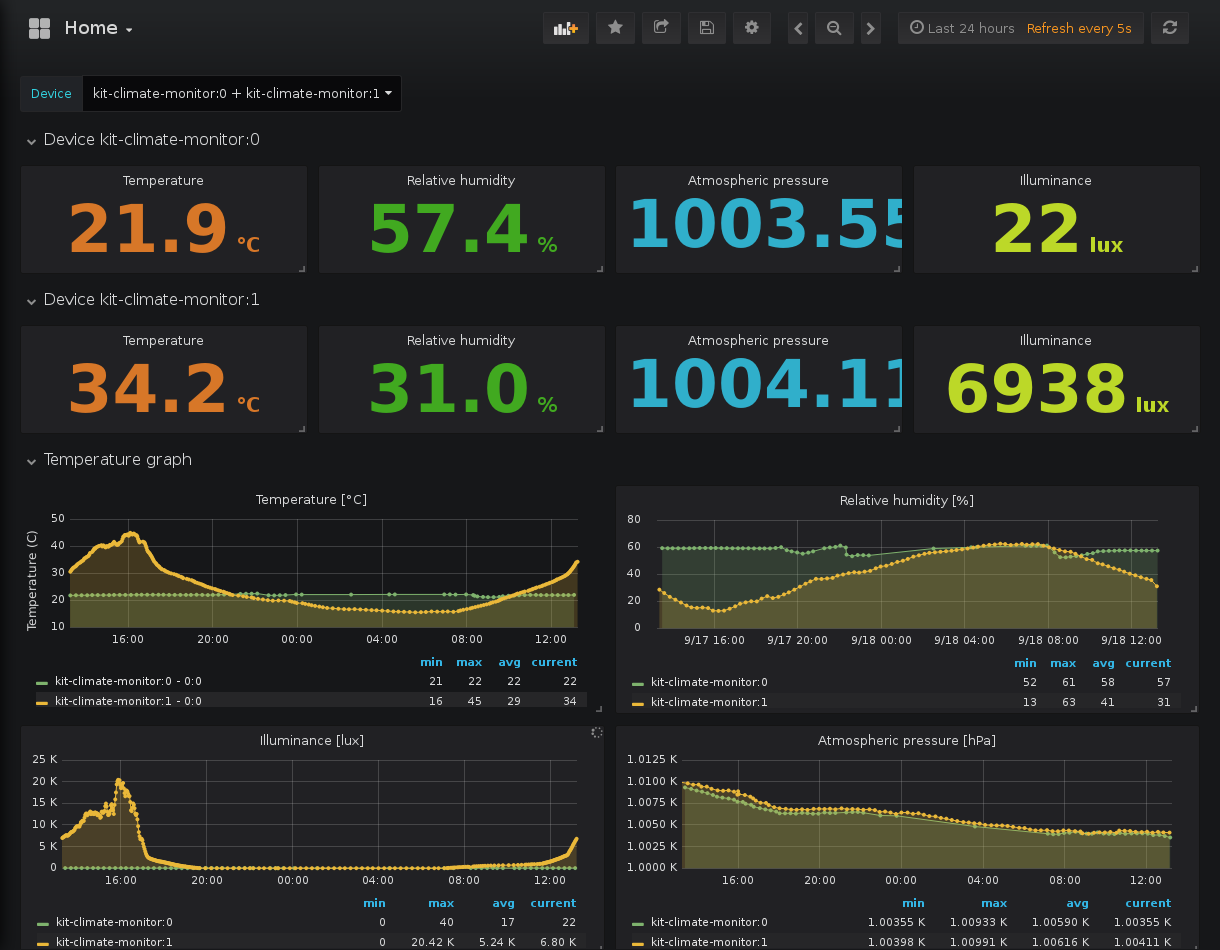 Home
Last 24 hours Refresh every 5s
Device kit-climate-monitor:0 + kit-climate-monitor:1
Device kit-climate-monitor:0
Temperature
21.9 °C
Relative humidity
57.4 %
Atmospheric pressure
1003.55
Illuminance
22 lux
Device kit-climate-monitor:1
Temperature
34.2 °C
Relative humidity
31.0 %
Atmospheric pressure
1004.11
Illuminance
6938 lux
Temperature graph
Temperature [°C]
Temperature (C)
50
40
30
20
10
16:00 20:00 00:00 04:00 08:00 12:00
min max avg current
kit-climate-monitor:0 - 0:0 21 22 22 22
kit-climate-monitor:1 - 0:0 16 45 29 34
Relative humidity [%]
80
60
40
20
0
9/17 16:00 9/17 20:00 9/18 00:00 9/18 04:00 9/18 08:00 9/18 12:00
min max avg current
kit-climate-monitor:0 52 61 58 57
kit-climate-monitor:1 13 63 41 31
Illuminance [lux]
25 K
20 K
15 K
10 K
5 K
0
16:00 20:00 00:00 04:00 08:00 12:00
min max avg current
kit-climate-monitor:0 0 40 17 22
kit-climate-monitor:1 0 20.42 K 5.24 K 6.80 K
Atmospheric pressure [hPa]
1.0125 K
1.0100 K
1.0075 K
1.0050 K
1.0025 K
1.0000 K
16:00 20:00 00:00 04:00 08:00 12:00
min max avg current
kit-climate-monitor:0 1.00355 K 1.00933 K 1.00590 K 1.00355 K
kit-climate-monitor:1 1.00398 K 1.00991 K 1.00616 K 1.00411 K